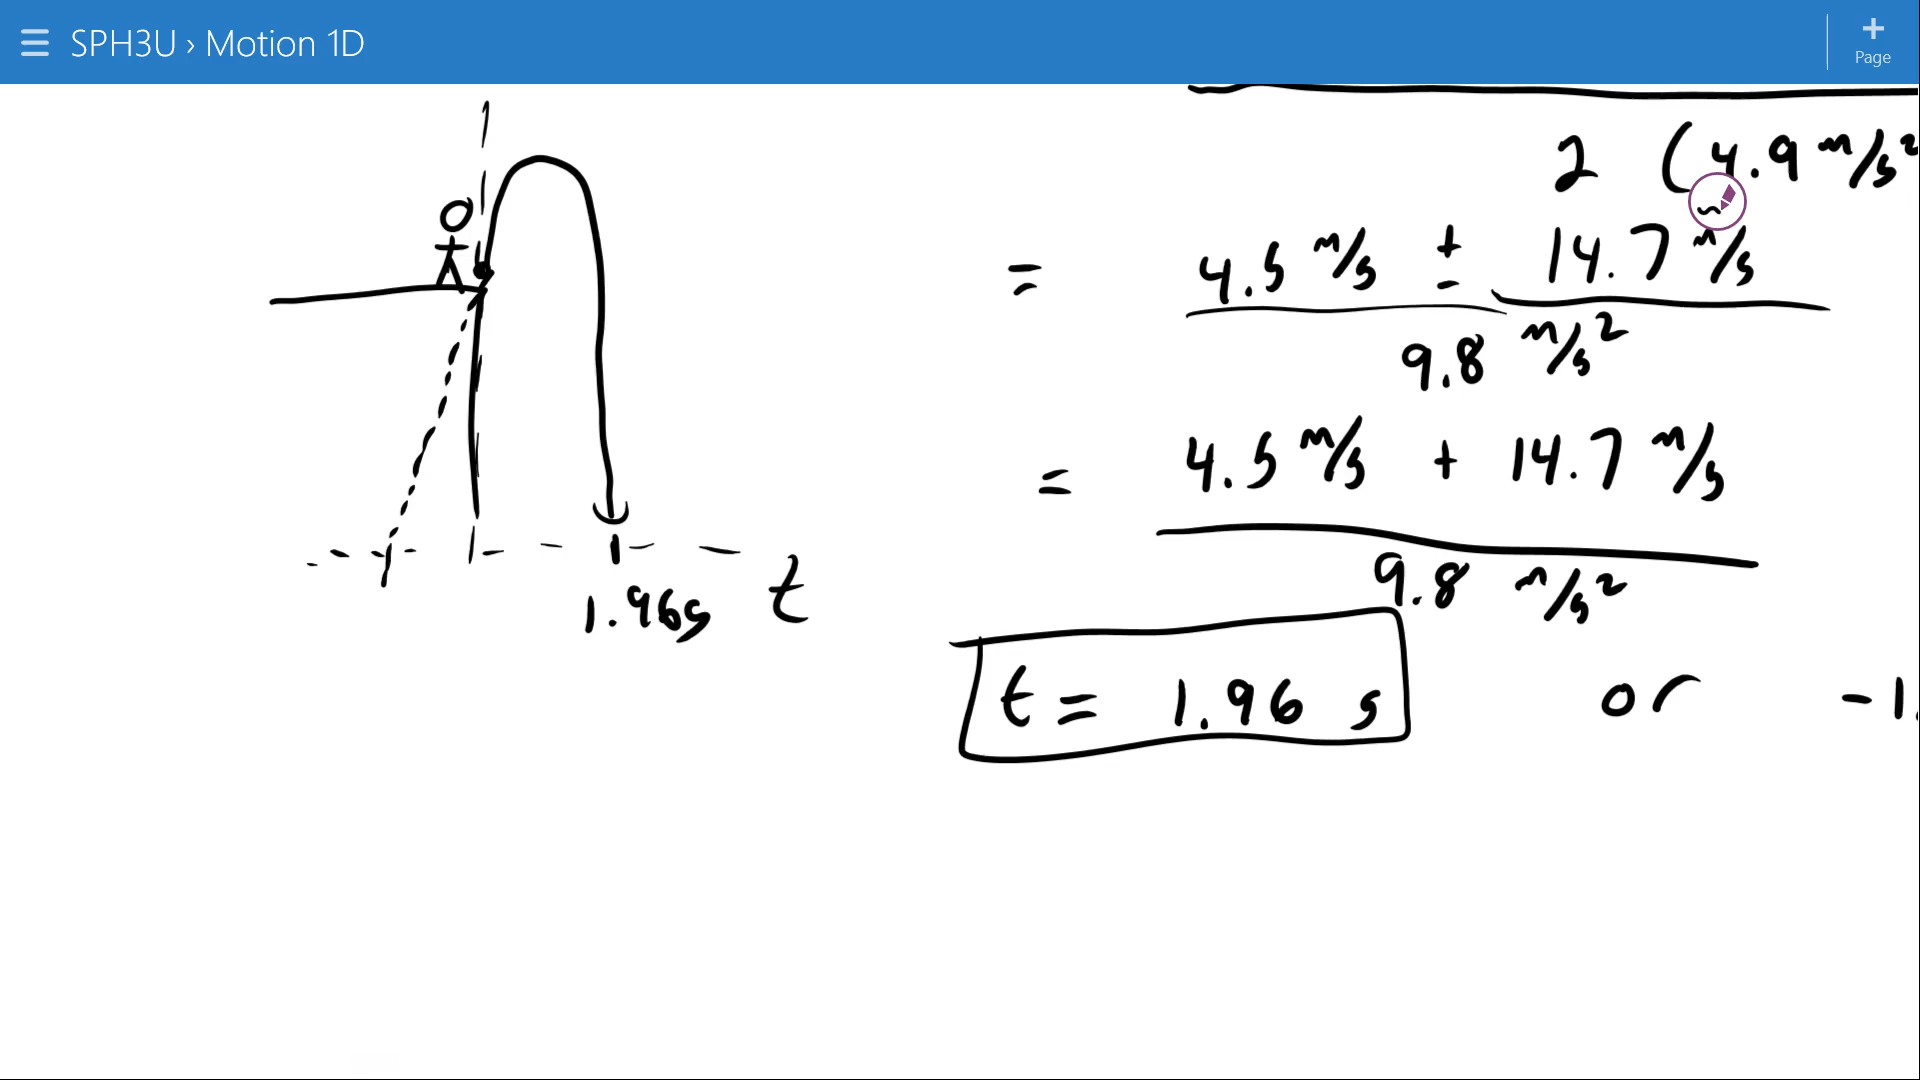 SPH3U › Motion 1D
+ Page
2 (4.9 m/s²
= 4.5 m/s ± 14.7 m/s
9.8 m/s²
= 4.5 m/s + 14.7 m/s
9.8 m/s²
1.96s t
t = 1.96 s or -1.